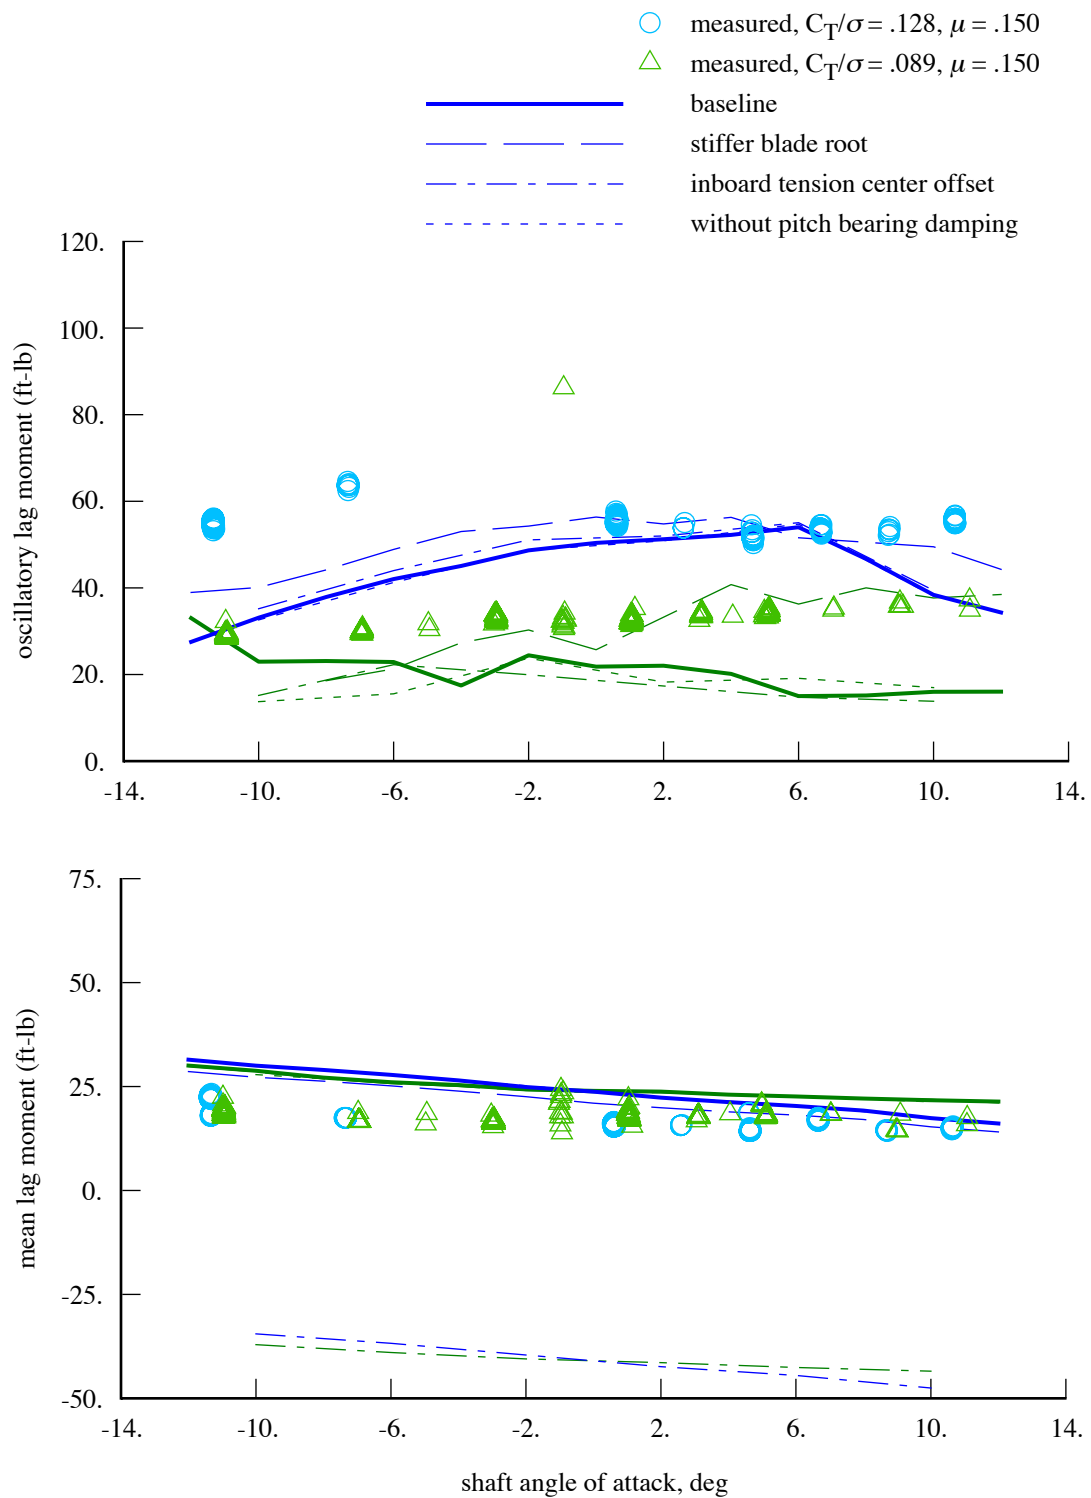 measured, C_T/σ = .128, μ = .150
measured, C_T/σ = .089, μ = .150
baseline
stiffer blade root
inboard tension center offset
without pitch bearing damping
120.
100.
80.
60.
40.
20.
0.
oscillatory lag moment (ft-lb)
-14. -10. -6. -2. 2. 6. 10. 14.
75.
50.
25.
0.
-25.
-50.
mean lag moment (ft-lb)
-14. -10. -6. -2. 2. 6. 10. 14.
shaft angle of attack, deg